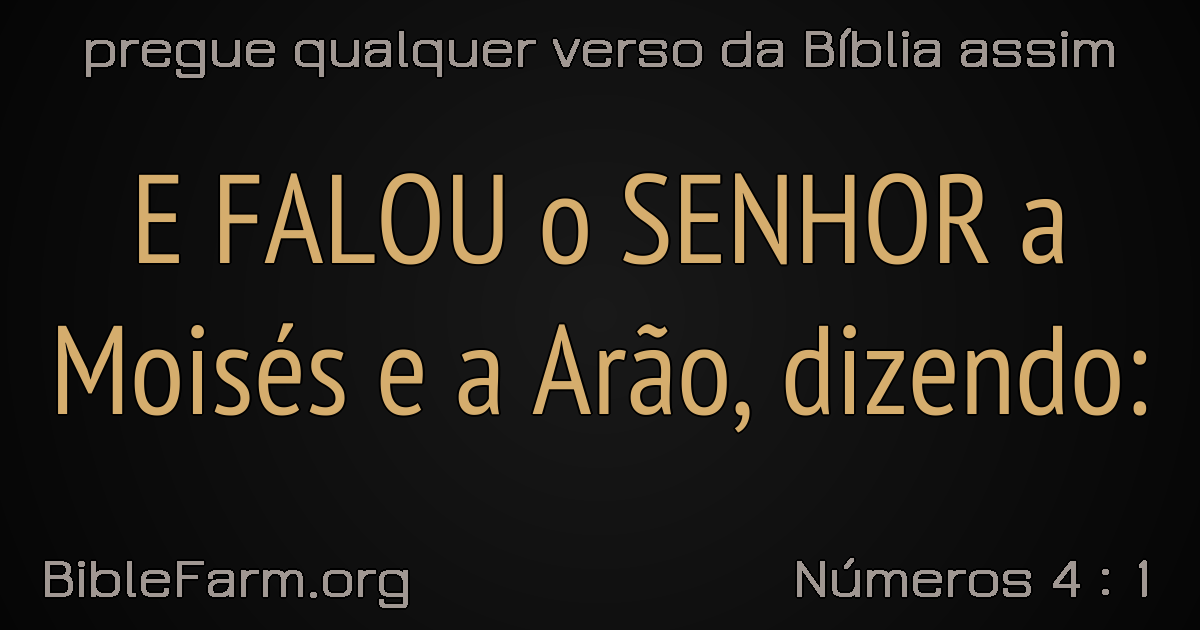 pregue qualquer verso da Bíblia assim
E FALOU o SENHOR a
Moisés e a Arão, dizendo:
BibleFarm.org
Números 4 : 1